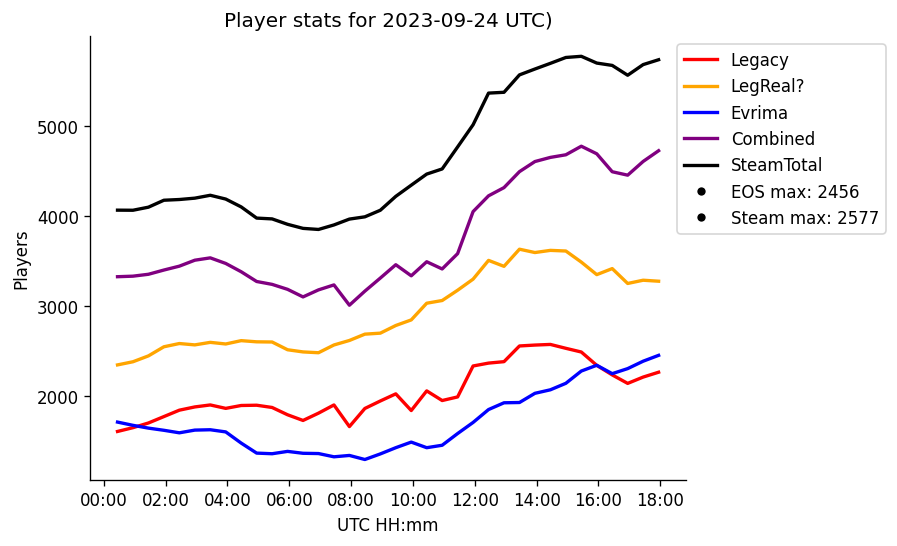 Player stats for 2023-09-24 UTC)
Legacy
LegReal?
Evrima
Combined
SteamTotal
EOS max: 2456
Steam max: 2577
Players
5000
4000
3000
2000
00:00 02:00 04:00 06:00 08:00 10:00 12:00 14:00 16:00 18:00
UTC HH:mm